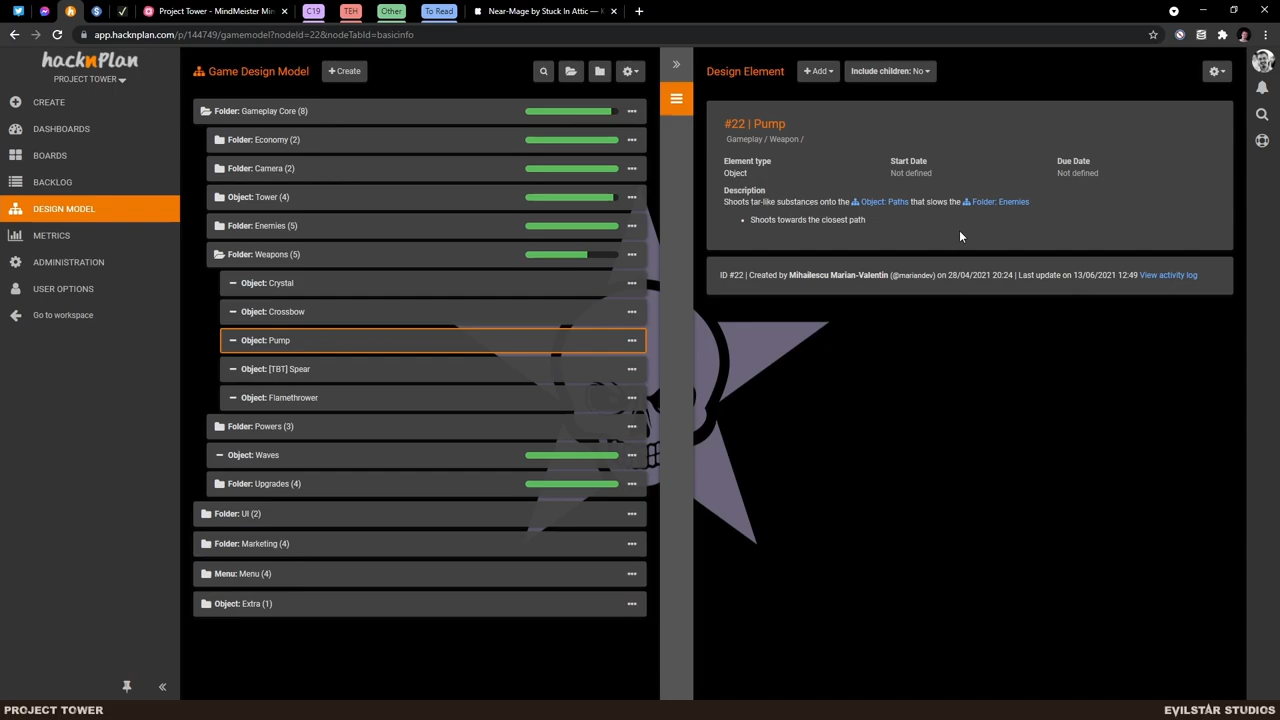 Project Tower - MindMeister Min
C19
TEH
Other
To Read
Near-Mage by Stuck In Attic — K
app.hacknplan.com/p/144749/gamemodel?nodeId=22&nodeTabId=basicinfo
hacknPlan
PROJECT TOWER
CREATE
DASHBOARDS
BOARDS
BACKLOG
DESIGN MODEL
METRICS
ADMINISTRATION
USER OPTIONS
Go to workspace
Game Design Model
+ Create
Folder: Gameplay Core (8)
Folder: Economy (2)
Folder: Camera (2)
Object: Tower (4)
Folder: Enemies (5)
Folder: Weapons (5)
Object: Crystal
Object: Crossbow
Object: Pump
Object: [TBT] Spear
Object: Flamethrower
Folder: Powers (3)
Object: Waves
Folder: Upgrades (4)
Folder: UI (2)
Folder: Marketing (4)
Menu: Menu (4)
Object: Extra (1)
Design Element
+ Add
Include children: No
#22 | Pump
Gameplay / Weapon /
Element type
Object
Start Date
Not defined
Due Date
Not defined
Description
Shoots tar-like substances onto the Object: Paths that slows the Folder: Enemies
• Shoots towards the closest path
ID #22 | Created by Mihailescu Marian-Valentin (@mariandev) on 28/04/2021 20:24 | Last update on 13/06/2021 12:49 View activity log
PROJECT TOWER
EVILSTAR STUDIOS